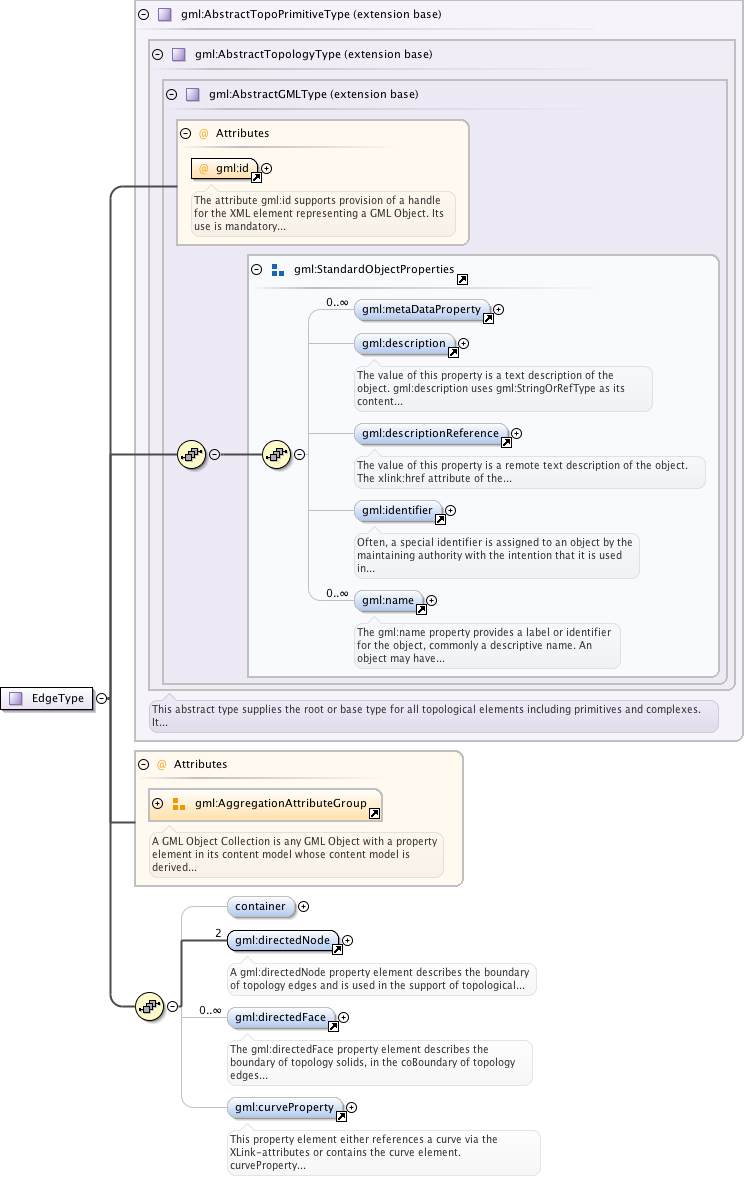 gml:AbstractTopoPrimitiveType (extension base)
gml:AbstractTopologyType (extension base)
gml:AbstractGMLType (extension base)
@ Attributes
@ gml:id
The attribute gml:id supports provision of a handle
for the XML element representing a GML Object. Its
use is mandatory...
gml:StandardObjectProperties
0..∞
gml:metaDataProperty
gml:description
The value of this property is a text description of the
object. gml:description uses gml:StringOrRefType as its
content...
gml:descriptionReference
The value of this property is a remote text description of the object.
The xlink:href attribute of the...
gml:identifier
Often, a special identifier is assigned to an object by the
maintaining authority with the intention that it is used
in...
0..∞
gml:name
The gml:name property provides a label or identifier
for the object, commonly a descriptive name. An
object may have...
EdgeType
This abstract type supplies the root or base type for all topological elements including primitives and complexes.
It...
@ Attributes
gml:AggregationAttributeGroup
A GML Object Collection is any GML Object with a property
element in its content model whose content model is
derived...
container
2
gml:directedNode
A gml:directedNode property element describes the boundary
of topology edges and is used in the support of topological...
0..∞
gml:directedFace
The gml:directedFace property element describes the
boundary of topology solids, in the coBoundary of topology
edges...
gml:curveProperty
This property element either references a curve via the
XLink-attributes or contains the curve element.
curveProperty...